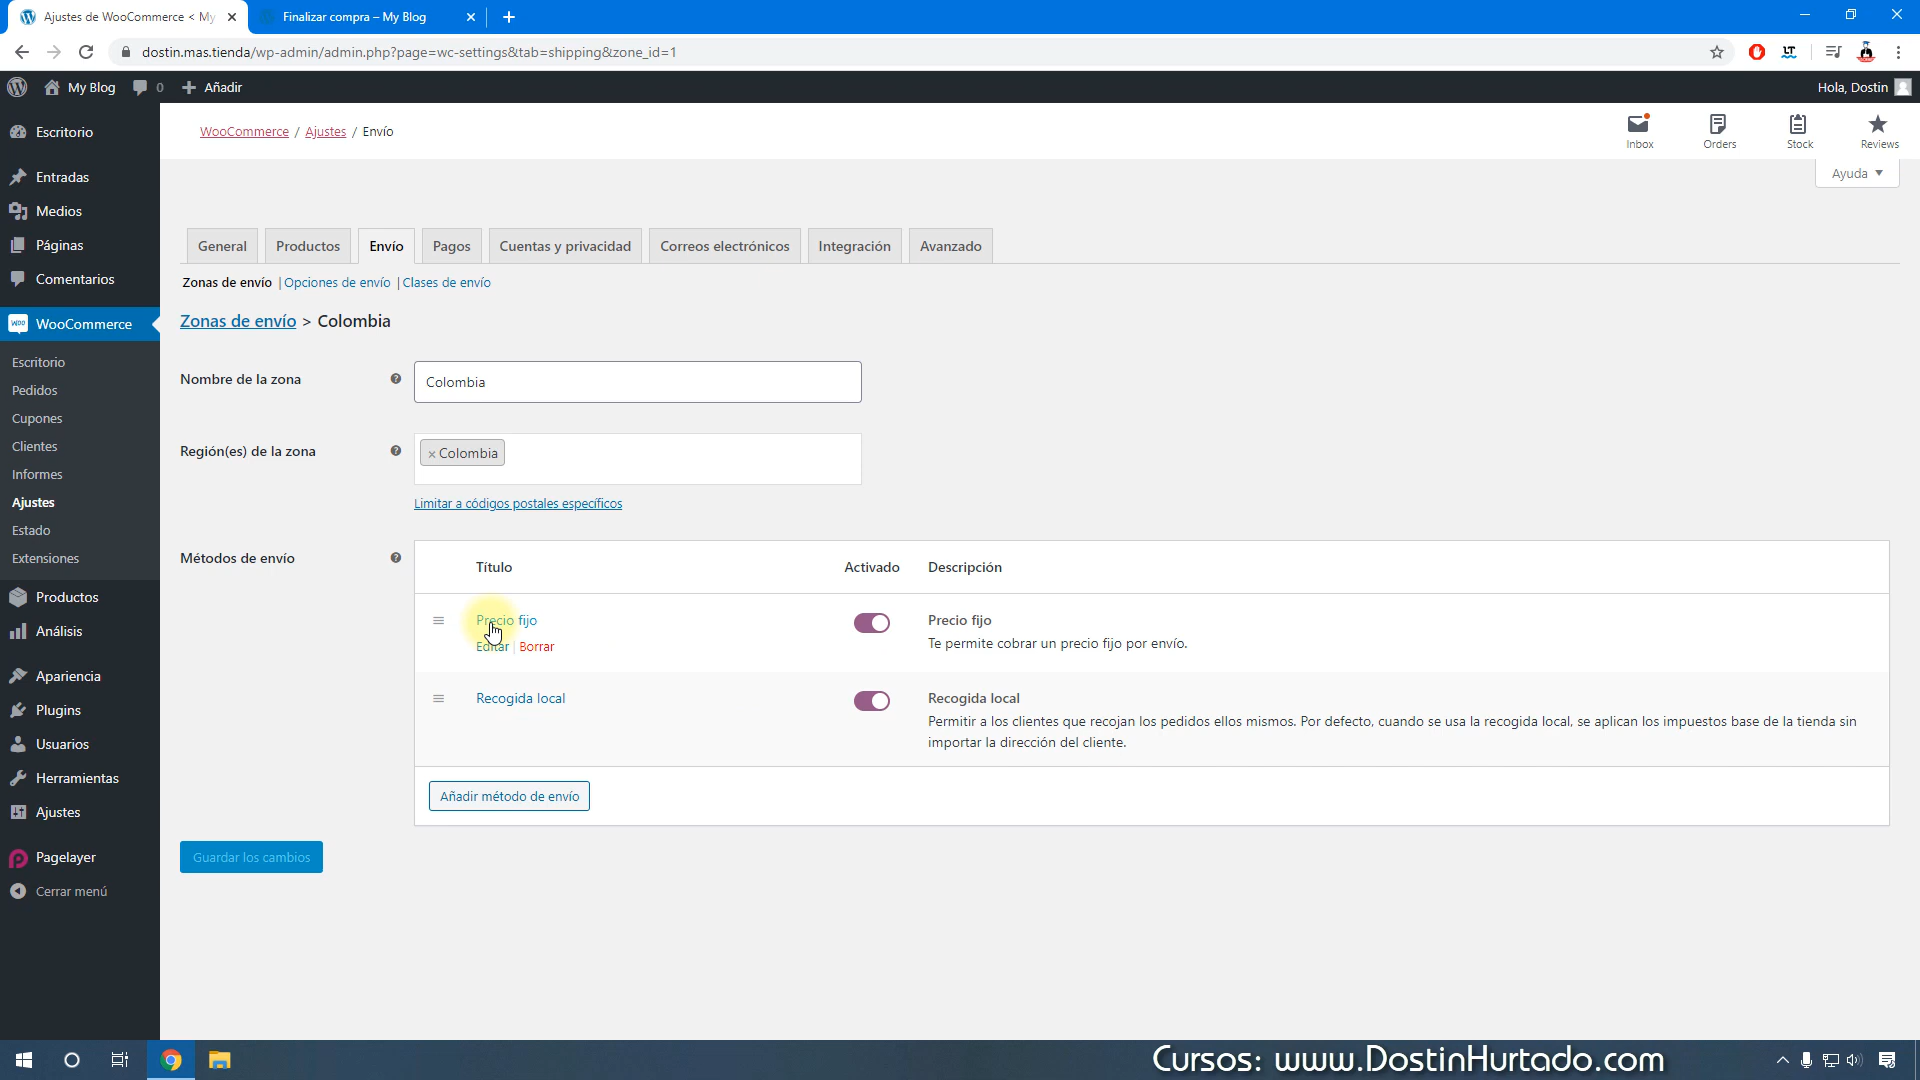 Ajustes de WooCommerce < My
Finalizar compra – My Blog
dostin.mas.tienda/wp-admin/admin.php?page=wc-settings&tab=shipping&zone_id=1
My Blog
0
Añadir
Hola, Dostin
Escritorio
Entradas
Medios
Páginas
Comentarios
WooCommerce
Escritorio
Pedidos
Cupones
Clientes
Informes
Ajustes
Estado
Extensiones
Productos
Análisis
Apariencia
Plugins
Usuarios
Herramientas
Ajustes
Pagelayer
Cerrar menú
WooCommerce / Ajustes / Envío
Inbox
Orders
Stock
Reviews
Ayuda
General
Productos
Envío
Pagos
Cuentas y privacidad
Correos electrónicos
Integración
Avanzado
Zonas de envío | Opciones de envío | Clases de envío
Zonas de envío > Colombia
Nombre de la zona
Colombia
Región(es) de la zona
×Colombia
Limitar a códigos postales específicos
Métodos de envío
Título
Activado
Descripción
Precio fijo
Editar | Borrar
Precio fijo
Te permite cobrar un precio fijo por envío.
Recogida local
Recogida local
Permitir a los clientes que recojan los pedidos ellos mismos. Por defecto, cuando se usa la recogida local, se aplican los impuestos base de la tienda sin
importar la dirección del cliente.
Añadir método de envío
Guardar los cambios
Cursos: www.DostinHurtado.com